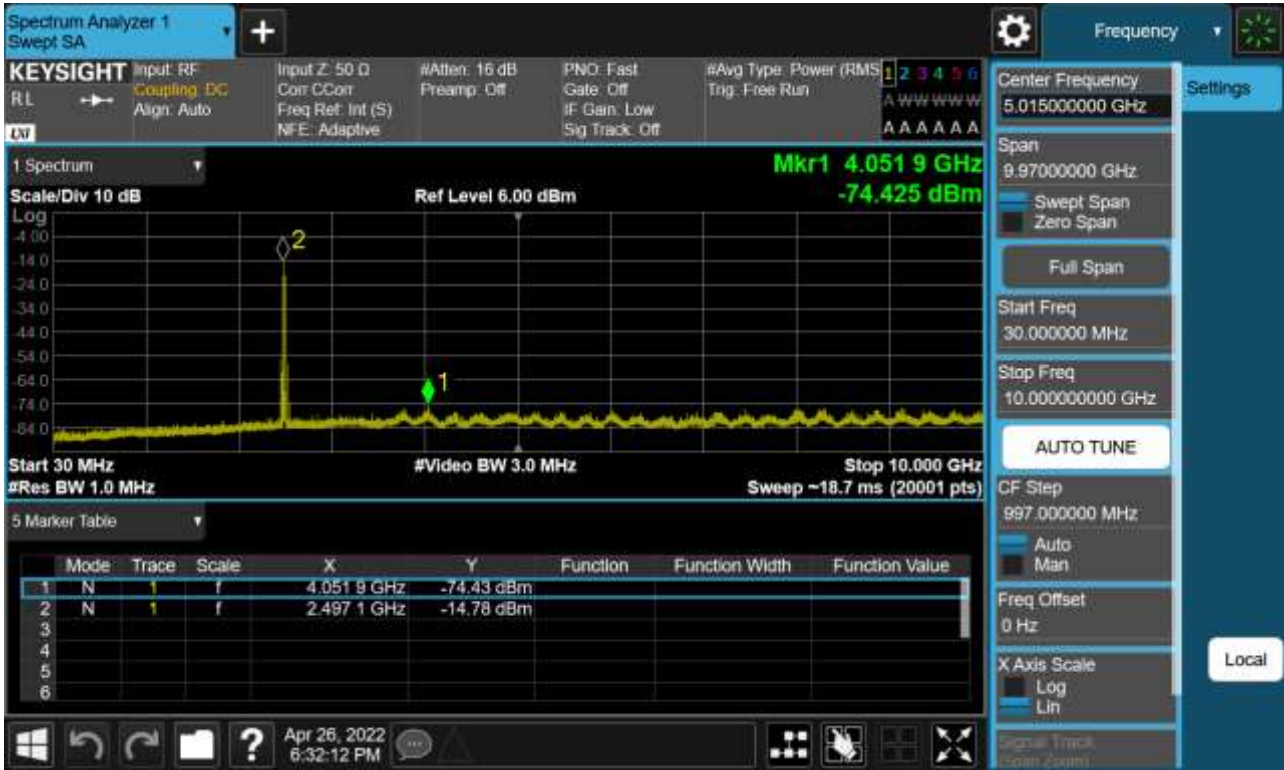 Spectrum Analyzer 1
Swept SA
+
Frequency
KEYSIGHT
RL
LXI
Input: RF
Coupling: DC
Align: Auto
Input Z: 50 Ω
Corr CCorr
Freq Ref: Int (S)
NFE: Adaptive
#Atten: 16 dB
Preamp: Off
PNO: Fast
Gate: Off
IF Gain: Low
Sig Track: Off
#Avg Type: Power (RMS
Trig: Free Run
1 2 3 4 5 6
A W W W W W
A A A A A A
1 Spectrum
Scale/Div 10 dB
Ref Level 6.00 dBm
Mkr1 4.051 9 GHz
-74.425 dBm
Log
-4.00
-14.0
-24.0
-34.0
-44.0
-54.0
-64.0
-74.0
-84.0
2
1
Start 30 MHz
#Video BW 3.0 MHz
Stop 10.000 GHz
#Res BW 1.0 MHz
Sweep ~18.7 ms (20001 pts)
5 Marker Table
Mode Trace Scale X Y Function Function Width Function Value
1 N 1 f 4.051 9 GHz -74.43 dBm
2 N 1 f 2.497 1 GHz -14.78 dBm
3
4
5
6
?
Apr 26, 2022
6:32:12 PM
Center Frequency
5.015000000 GHz
Span
9.97000000 GHz
Swept Span
Zero Span
Full Span
Start Freq
30.000000 MHz
Stop Freq
10.000000000 GHz
AUTO TUNE
CF Step
997.000000 MHz
Auto
Man
Freq Offset
0 Hz
X Axis Scale
Log
Lin
Signal Track
(Span Zoom)
Settings
Local